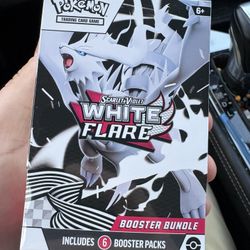 POKÉMON
TRADING CARD GAME
6+
SCARLET & VIOLET
WHITE
FLARE
BOOSTER BUNDLE
INCLUDES 6 BOOSTER PACKS